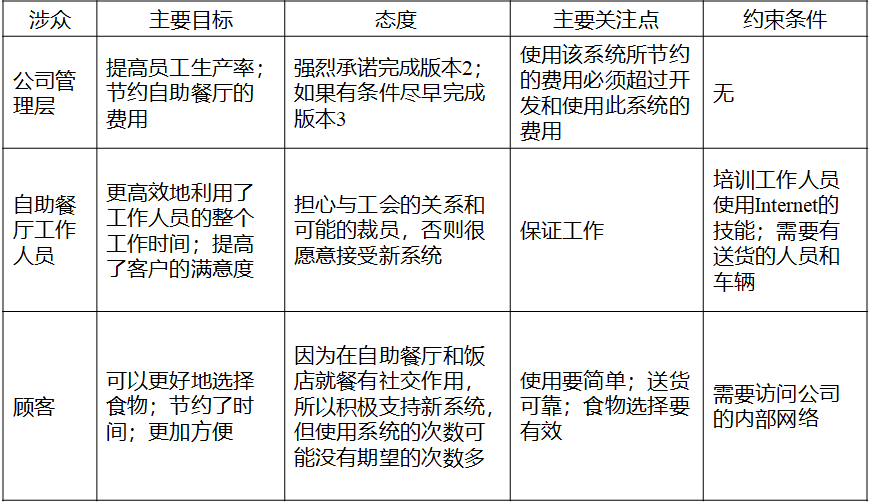 涉众
主要目标
态度
主要关注点
约束条件
公司管
理层
提高员工生产率；
节约自助餐厅的
费用
强烈承诺完成版本2；
如果有条件尽早完成
版本3
使用该系统所节约
的费用必须超过开
发和使用此系统的
费用
无
自助餐
厅工作
人员
更高效地利用了
工作人员的整个
工作时间；提高
了客户的满意度
担心与工会的关系和
可能的裁员，否则很
愿意接受新系统
保证工作
培训工作人员
使用Internet的
技能；需要有
送货的人员和
车辆
顾客
可以更好地选择
食物；节约了时
间；更加方便
因为在自助餐厅和饭
店就餐有社交作用，
所以积极支持新系统，
但使用系统的次数可
能没有期望的次数多
使用要简单；送货
可靠；食物选择要
有效
需要访问公司
的内部网络